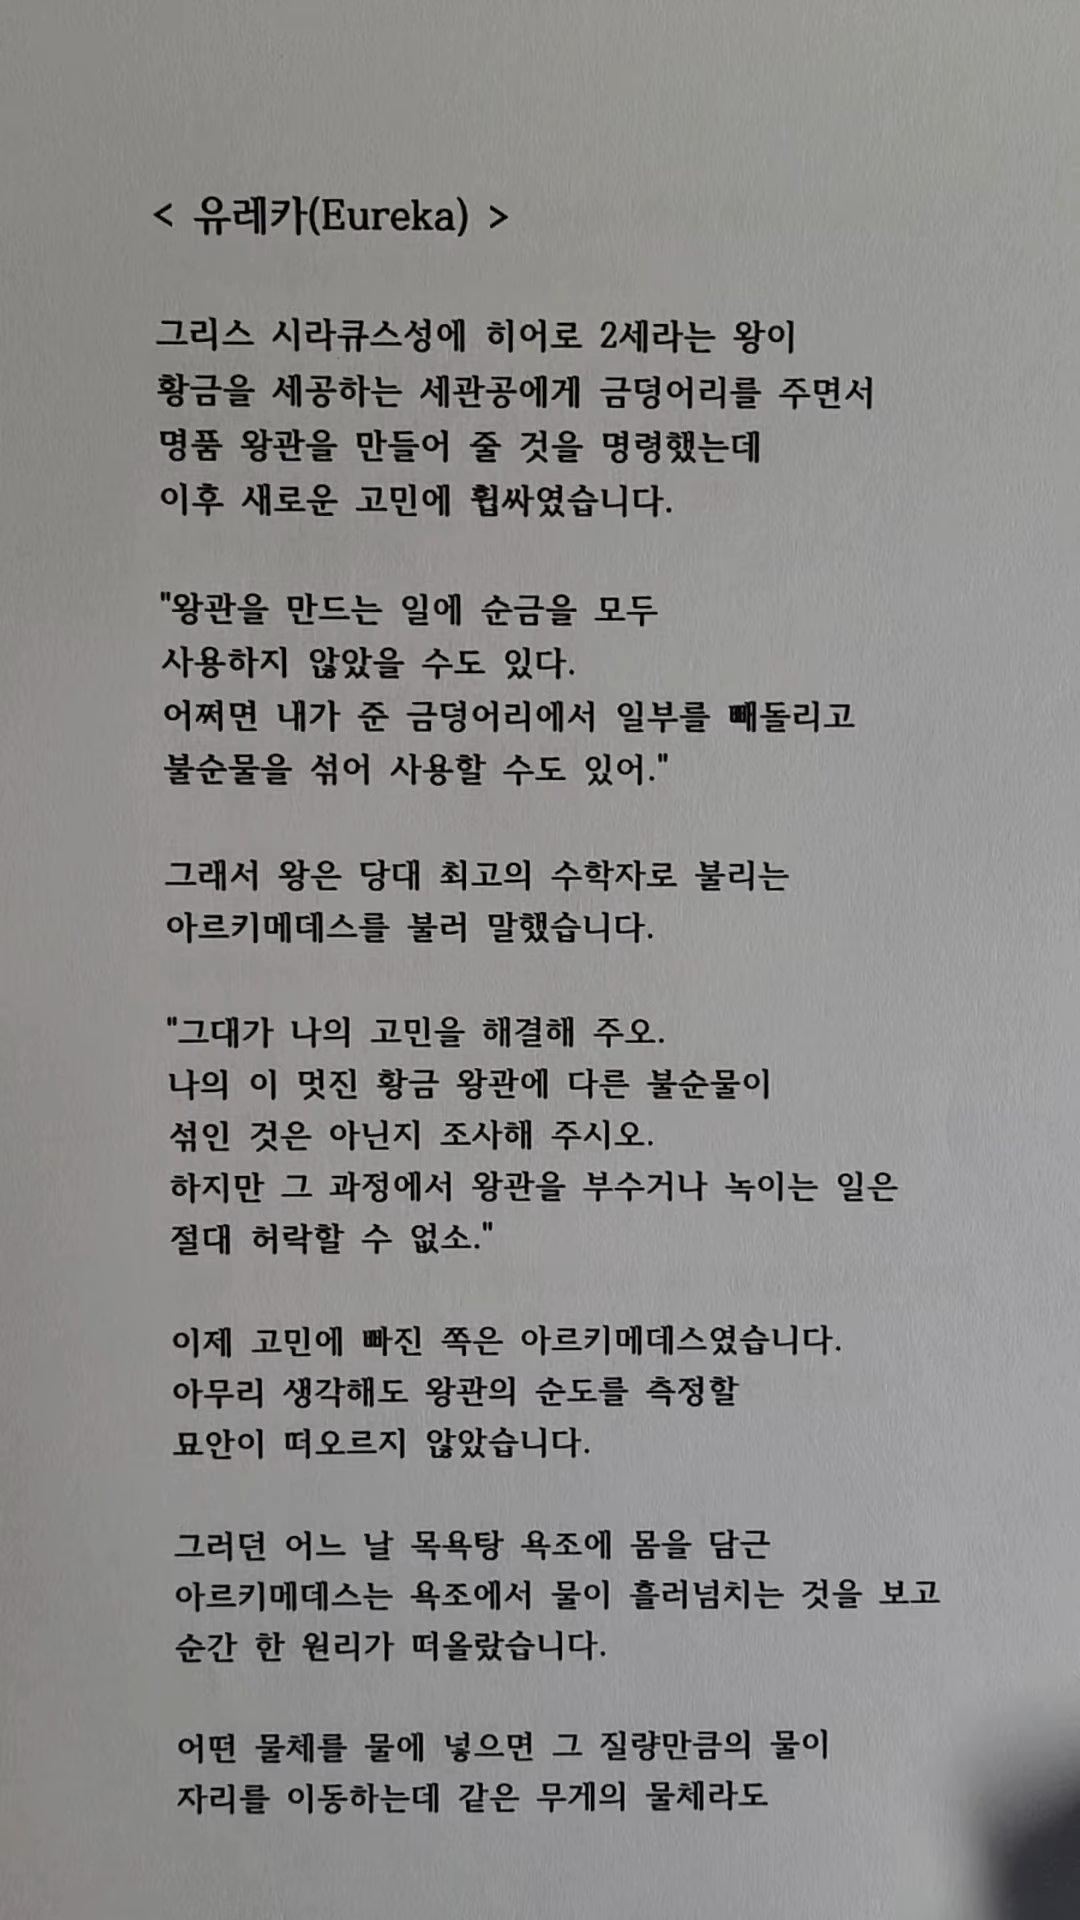 < 유레카(Eureka) >
그리스 시라큐스성에 히어로 2세라는 왕이
황금을 세공하는 세관공에게 금덩어리를 주면서
명품 왕관을 만들어 줄 것을 명령했는데
이후 새로운 고민에 휩싸였습니다.
"왕관을 만드는 일에 순금을 모두
사용하지 않았을 수도 있다.
어쩌면 내가 준 금덩어리에서 일부를 빼돌리고
불순물을 섞어 사용할 수도 있어."
그래서 왕은 당대 최고의 수학자로 불리는
아르키메데스를 불러 말했습니다.
"그대가 나의 고민을 해결해 주오.
나의 이 멋진 황금 왕관에 다른 불순물이
섞인 것은 아닌지 조사해 주시오.
하지만 그 과정에서 왕관을 부수거나 녹이는 일은
절대 허락할 수 없소."
이제 고민에 빠진 쪽은 아르키메데스였습니다.
아무리 생각해도 왕관의 순도를 측정할
묘안이 떠오르지 않았습니다.
그러던 어느 날 목욕탕 욕조에 몸을 담근
아르키메데스는 욕조에서 물이 흘러넘치는 것을 보고
순간 한 원리가 떠올랐습니다.
어떤 물체를 물에 넣으면 그 질량만큼의 물이
자리를 이동하는데 같은 무게의 물체라도